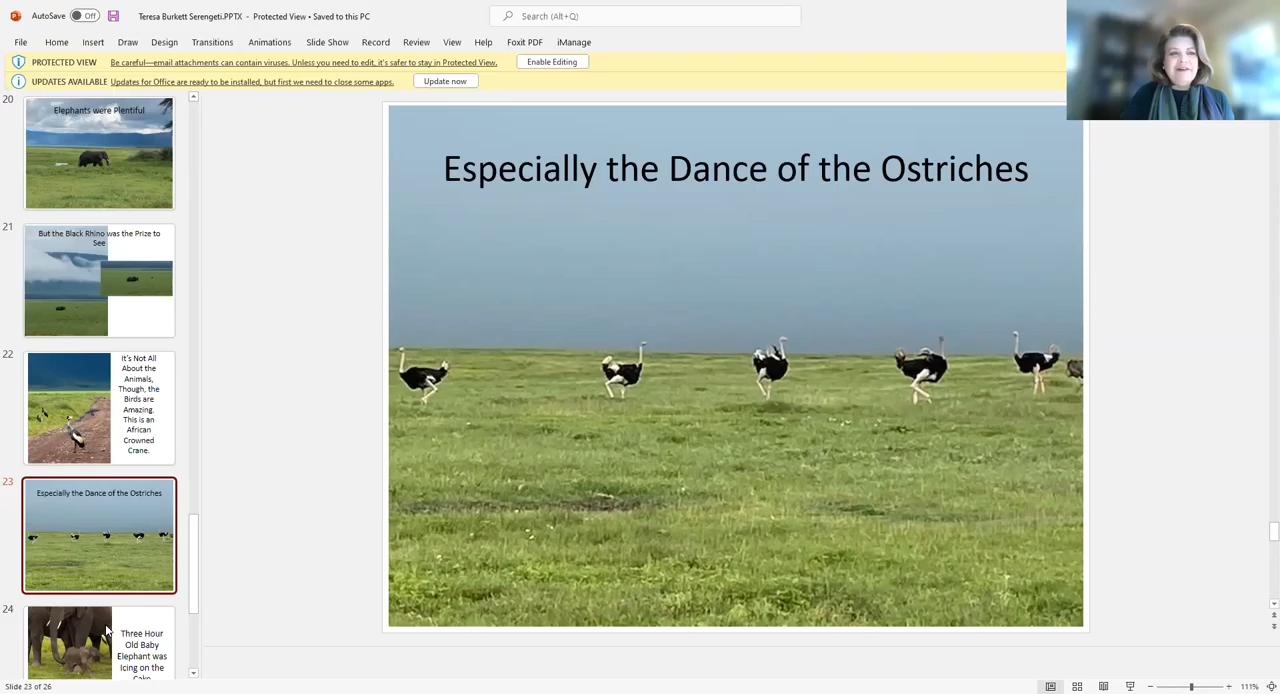 AutoSave Off Teresa Burkett Serengeti.PPTX - Protected View • Saved to this PC Search (Alt+Q)
File Home Insert Draw Design Transitions Animations Slide Show Record Review View Help Foxit PDF iManage
PROTECTED VIEW Be careful—email attachments can contain viruses. Unless you need to edit, it's safer to stay in Protected View. Enable Editing
UPDATES AVAILABLE Updates for Office are ready to be installed, but first we need to close some apps. Update now
20
Elephants were Plentiful
21
But the Black Rhino was the Prize to
See
22
It's Not All
About the
Animals,
Though, the
Birds are
Amazing.
This is an
African
Crowned
Crane.
23
Especially the Dance of the Ostriches
24
Three Hour
Old Baby
Elephant was
Icing on the
Cake
Especially the Dance of the Ostriches
Slide 23 of 26
111%